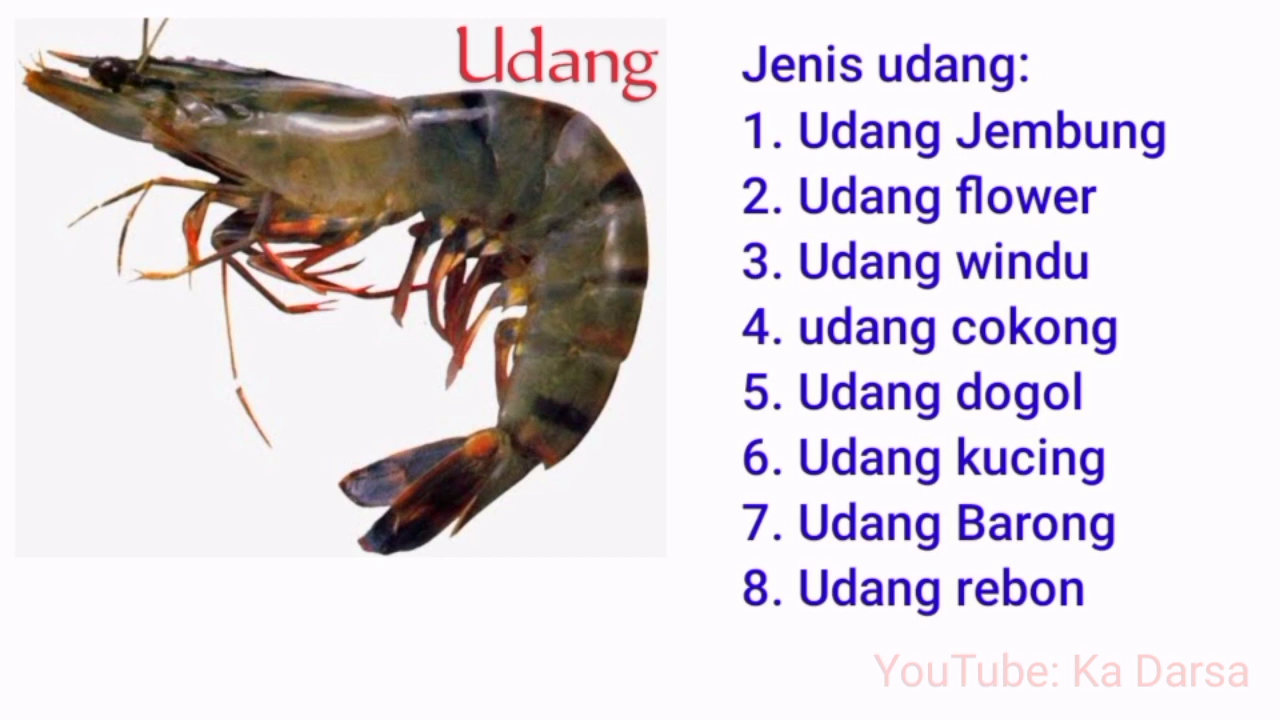 Udang
Jenis udang:
1. Udang Jembung
2. Udang flower
3. Udang windu
4. udang cokong
5. Udang dogol
6. Udang kucing
7. Udang Barong
8. Udang rebon
YouTube: Ka Darsa